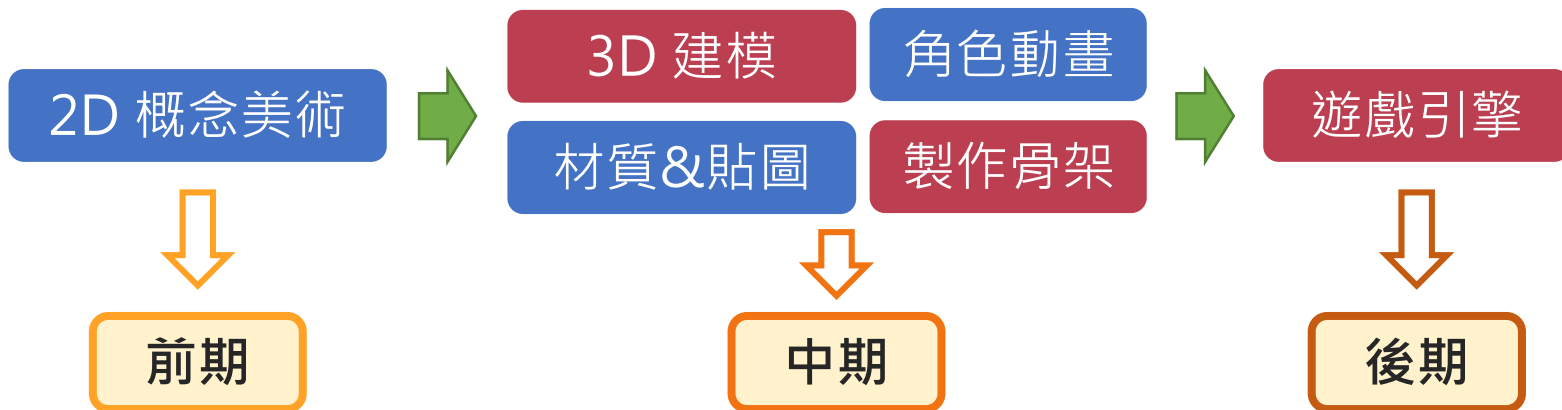 2D 概念美術
3D 建模
角色動畫
材質&貼圖
製作骨架
遊戲引擎
前期
中期
後期